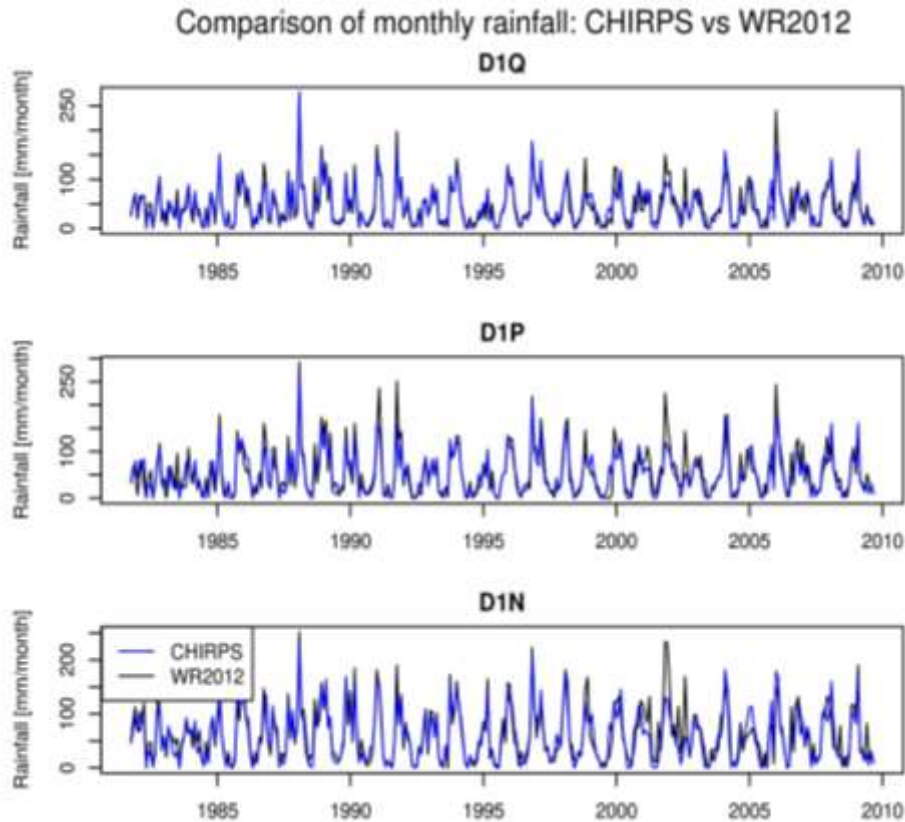 Comparison of monthly rainfall: CHIRPS vs WR2012
D1Q
Rainfall [mm/month]
250
100
0
1985 1990 1995 2000 2005 2010
D1P
Rainfall [mm/month]
250
100
0
1985 1990 1995 2000 2005 2010
D1N
Rainfall [mm/month]
200
100
0
CHIRPS
WR2012
1985 1990 1995 2000 2005 2010